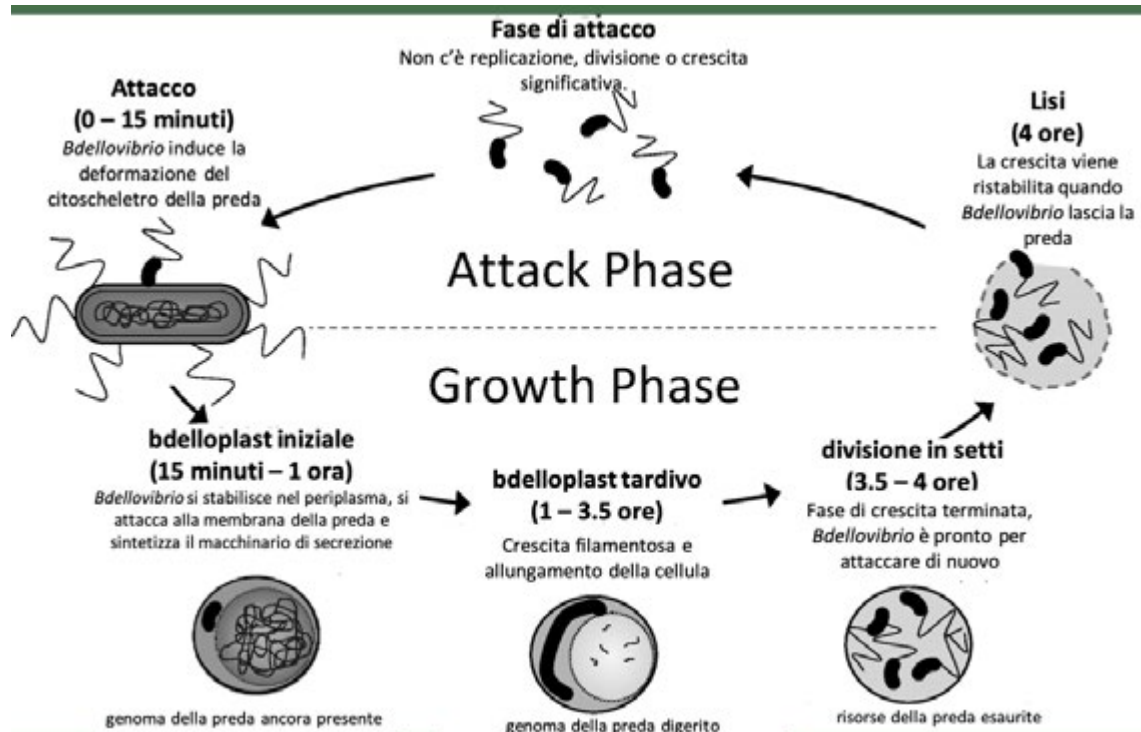 Fase di attacco
Non c'è replicazione, divisione o crescita
significativa.
Attacco
(0 – 15 minuti)
Bdellovibrio induce la
deformazione del
citoscheletro della preda
Lisi
(4 ore)
La crescita viene
ristabilita quando
Bdellovibrio lascia la
preda
Attack Phase
Growth Phase
bdelloplast iniziale
(15 minuti – 1 ora)
Bdellovibrio si stabilisce nel periplasma, si
attacca alla membrana della preda e
sintetizza il macchinario di secrezione
genoma della preda ancora presente
bdelloplast tardivo
(1 – 3.5 ore)
Crescita filamentosa e
allungamento della cellula
genoma della preda digerito
divisione in setti
(3.5 – 4 ore)
Fase di crescita terminata,
Bdellovibrio è pronto per
attaccare di nuovo
risorse della preda esaurite